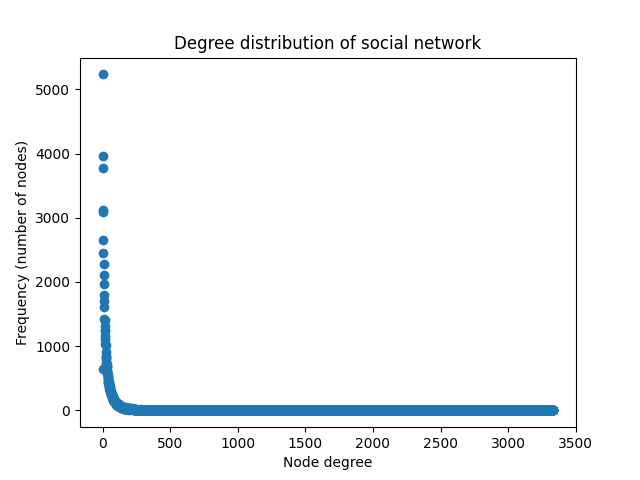 Degree distribution of social network
Frequency (number of nodes)
5000
4000
3000
2000
1000
0
0 500 1000 1500 2000 2500 3000 3500
Node degree